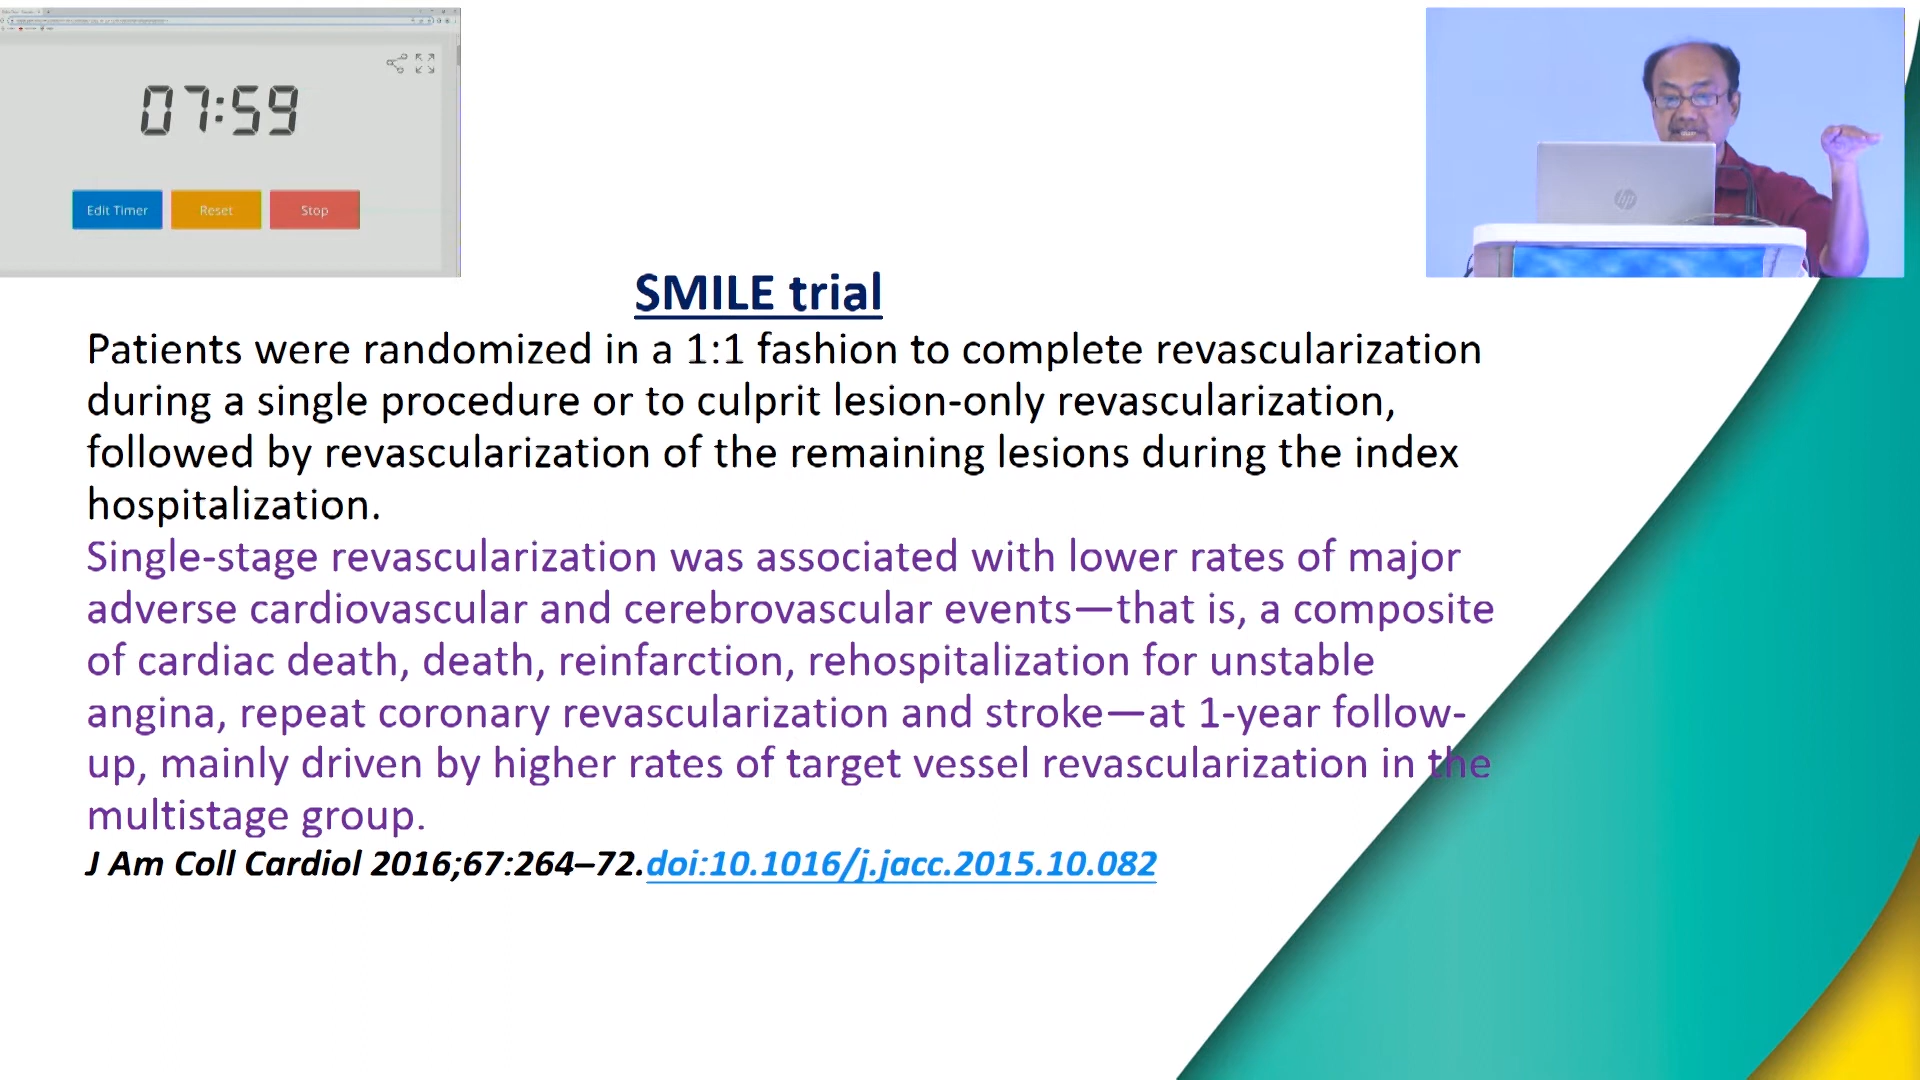 07:59
Edit Timer Reset Stop
hp
SMILE trial
Patients were randomized in a 1:1 fashion to complete revascularization
during a single procedure or to culprit lesion-only revascularization,
followed by revascularization of the remaining lesions during the index
hospitalization.
Single-stage revascularization was associated with lower rates of major
adverse cardiovascular and cerebrovascular events—that is, a composite
of cardiac death, death, reinfarction, rehospitalization for unstable
angina, repeat coronary revascularization and stroke—at 1-year follow-
up, mainly driven by higher rates of target vessel revascularization in the
multistage group.
J Am Coll Cardiol 2016;67:264–72.doi:10.1016/j.jacc.2015.10.082